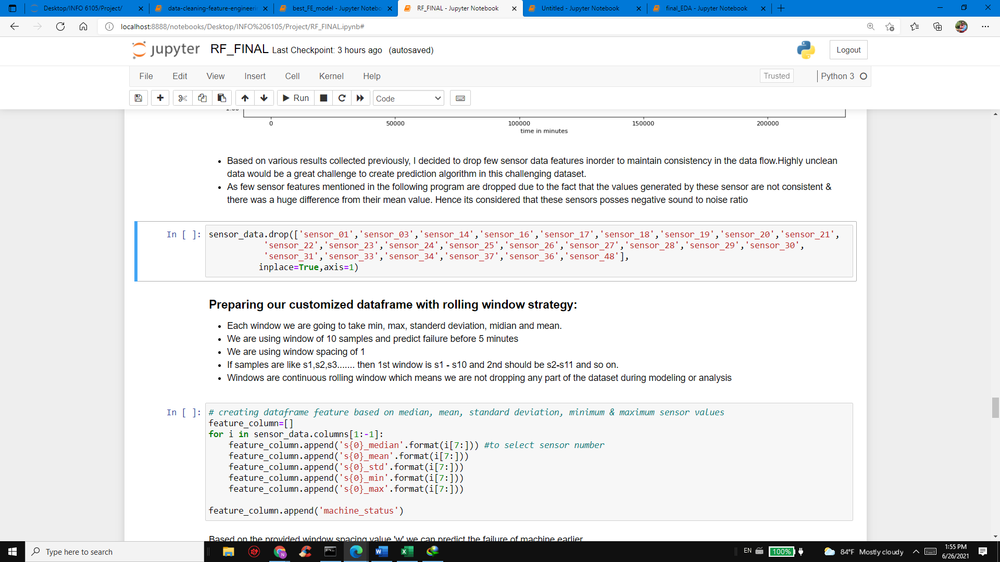 Desktop/INFO 6105/Project/
data-cleaning-feature-engineerin
best_FE_model - Jupyter Notebo
RF_FINAL - Jupyter Notebook
Untitled - Jupyter Notebook
final_EDA - Jupyter Notebook
localhost:8888/notebooks/Desktop/INFO%206105/Project/RF_FINAL.ipynb#
jupyter RF_FINAL Last Checkpoint: 3 hours ago (autosaved)
Logout
File Edit View Insert Cell Kernel Help
Trusted
Python 3
Run
Code
0 50000 100000 150000 200000
time in minutes
• Based on various results collected previously, I decided to drop few sensor data features inorder to maintain consistency in the data flow.Highly unclean
data would be a great challenge to create prediction algorithm in this challenging dataset.
• As few sensor features mentioned in the following program are dropped due to the fact that the values generated by these sensor are not consistent &
there was a huge difference from their mean value. Hence its considered that these sensors posses negative sound to noise ratio
In [ ]: sensor_data.drop(['sensor_01','sensor_03','sensor_14','sensor_16','sensor_17','sensor_18','sensor_19','sensor_20','sensor_21',
'sensor_22','sensor_23','sensor_24','sensor_25','sensor_26','sensor_27','sensor_28','sensor_29','sensor_30',
'sensor_31','sensor_33','sensor_34','sensor_37','sensor_36','sensor_48'],
inplace=True,axis=1)
Preparing our customized dataframe with rolling window strategy:
• Each window we are going to take min, max, standerd deviation, midian and mean.
• We are using window of 10 samples and predict failure before 5 minutes
• We are using window spacing of 1
• If samples are like s1,s2,s3....... then 1st window is s1 - s10 and 2nd should be s2-s11 and so on.
• Windows are continuous rolling window which means we are not dropping any part of the dataset during modeling or analysis
In [ ]: # creating dataframe feature based on median, mean, standard deviation, minimum & maximum sensor values
feature_column=[]
for i in sensor_data.columns[1:-1]:
feature_column.append('s{0}_median'.format(i[7:])) #to select sensor number
feature_column.append('s{0}_mean'.format(i[7:]))
feature_column.append('s{0}_std'.format(i[7:]))
feature_column.append('s{0}_min'.format(i[7:]))
feature_column.append('s{0}_max'.format(i[7:]))
feature_column.append('machine_status')
Based on the provided window spacing value 'w' we can predict the failure of machine earlier
Type here to search
EN
100%
84°F Mostly cloudy
1:55 PM
6/26/2021